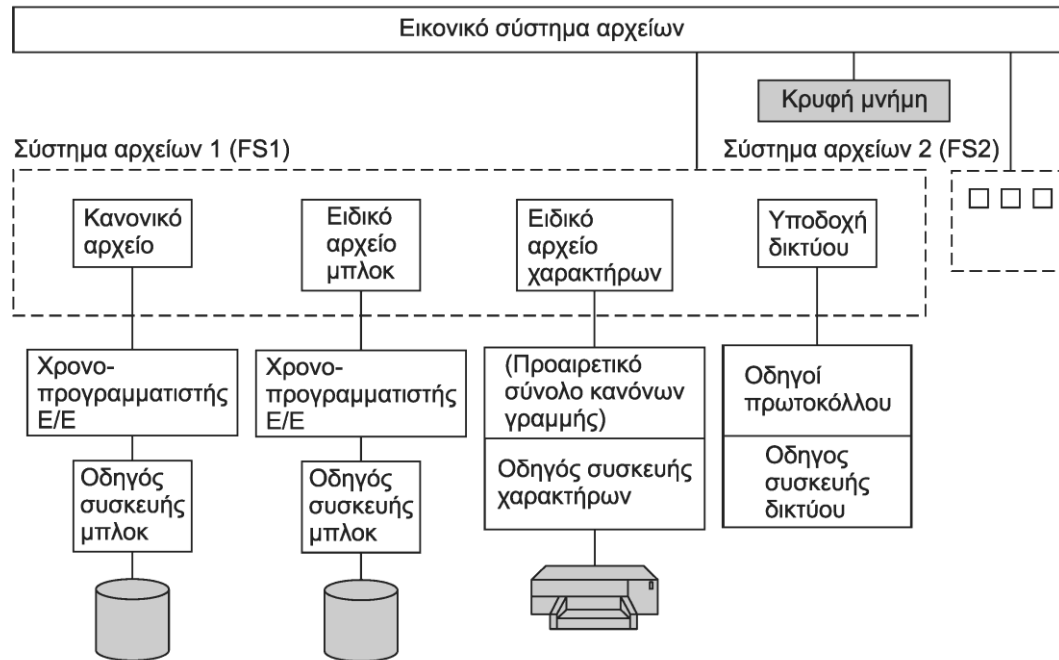 Εικονικό σύστημα αρχείων
Κρυφή μνήμη
Σύστημα αρχείων 1 (FS1)
Σύστημα αρχείων 2 (FS2)
Κανονικό
αρχείο
Ειδικό
αρχείο
μπλοκ
Ειδικό
αρχείο
χαρακτήρων
Υποδοχή
δικτύου
Χρονο-
προγραμματιστής
Ε/Ε
Χρονο-
προγραμματιστής
Ε/Ε
(Προαιρετικό
σύνολο κανόνων
γραμμής)
Οδηγοί
πρωτοκόλλου
Οδηγός
συσκευής
μπλοκ
Οδηγός
συσκευής
μπλοκ
Οδηγός συσκευής
χαρακτήρων
Οδηγος
συσκευής
δικτύου